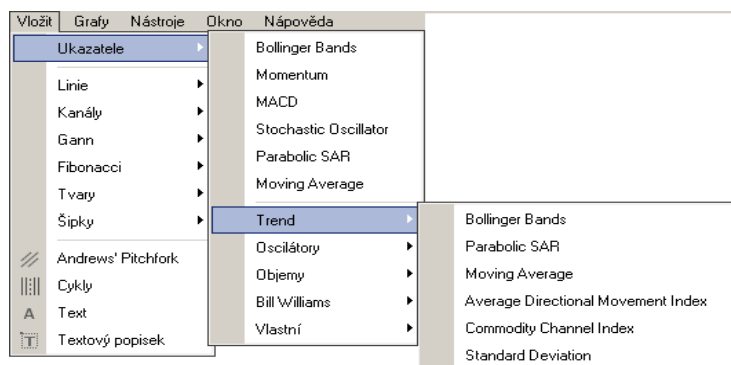 Vložit Grafy Nástroje Okno Nápověda
Ukazatele
Linie
Kanály
Gann
Fibonacci
Tvary
Šipky
Andrews' Pitchfork
Cykly
A Text
T Textový popisek
Bollinger Bands
Momentum
MACD
Stochastic Oscillator
Parabolic SAR
Moving Average
Trend
Oscilátory
Objemy
Bill Williams
Vlastní
Bollinger Bands
Parabolic SAR
Moving Average
Average Directional Movement Index
Commodity Channel Index
Standard Deviation